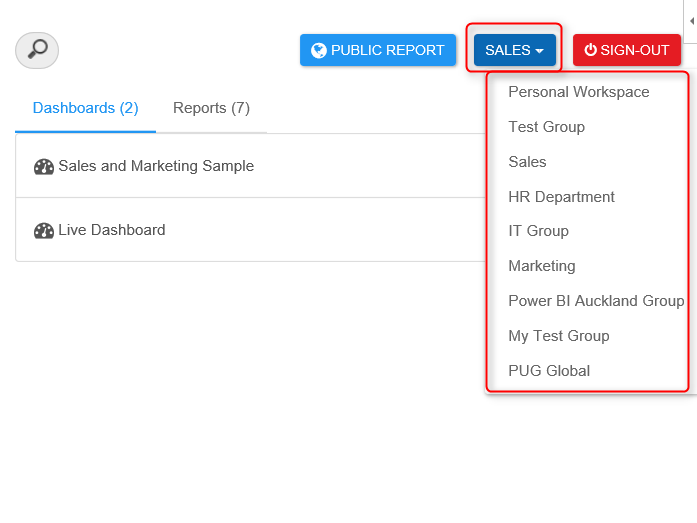 PUBLIC REPORT
SALES
SIGN-OUT
Dashboards (2)
Reports (7)
Sales and Marketing Sample
Live Dashboard
Personal Workspace
Test Group
Sales
HR Department
IT Group
Marketing
Power BI Auckland Group
My Test Group
PUG Global